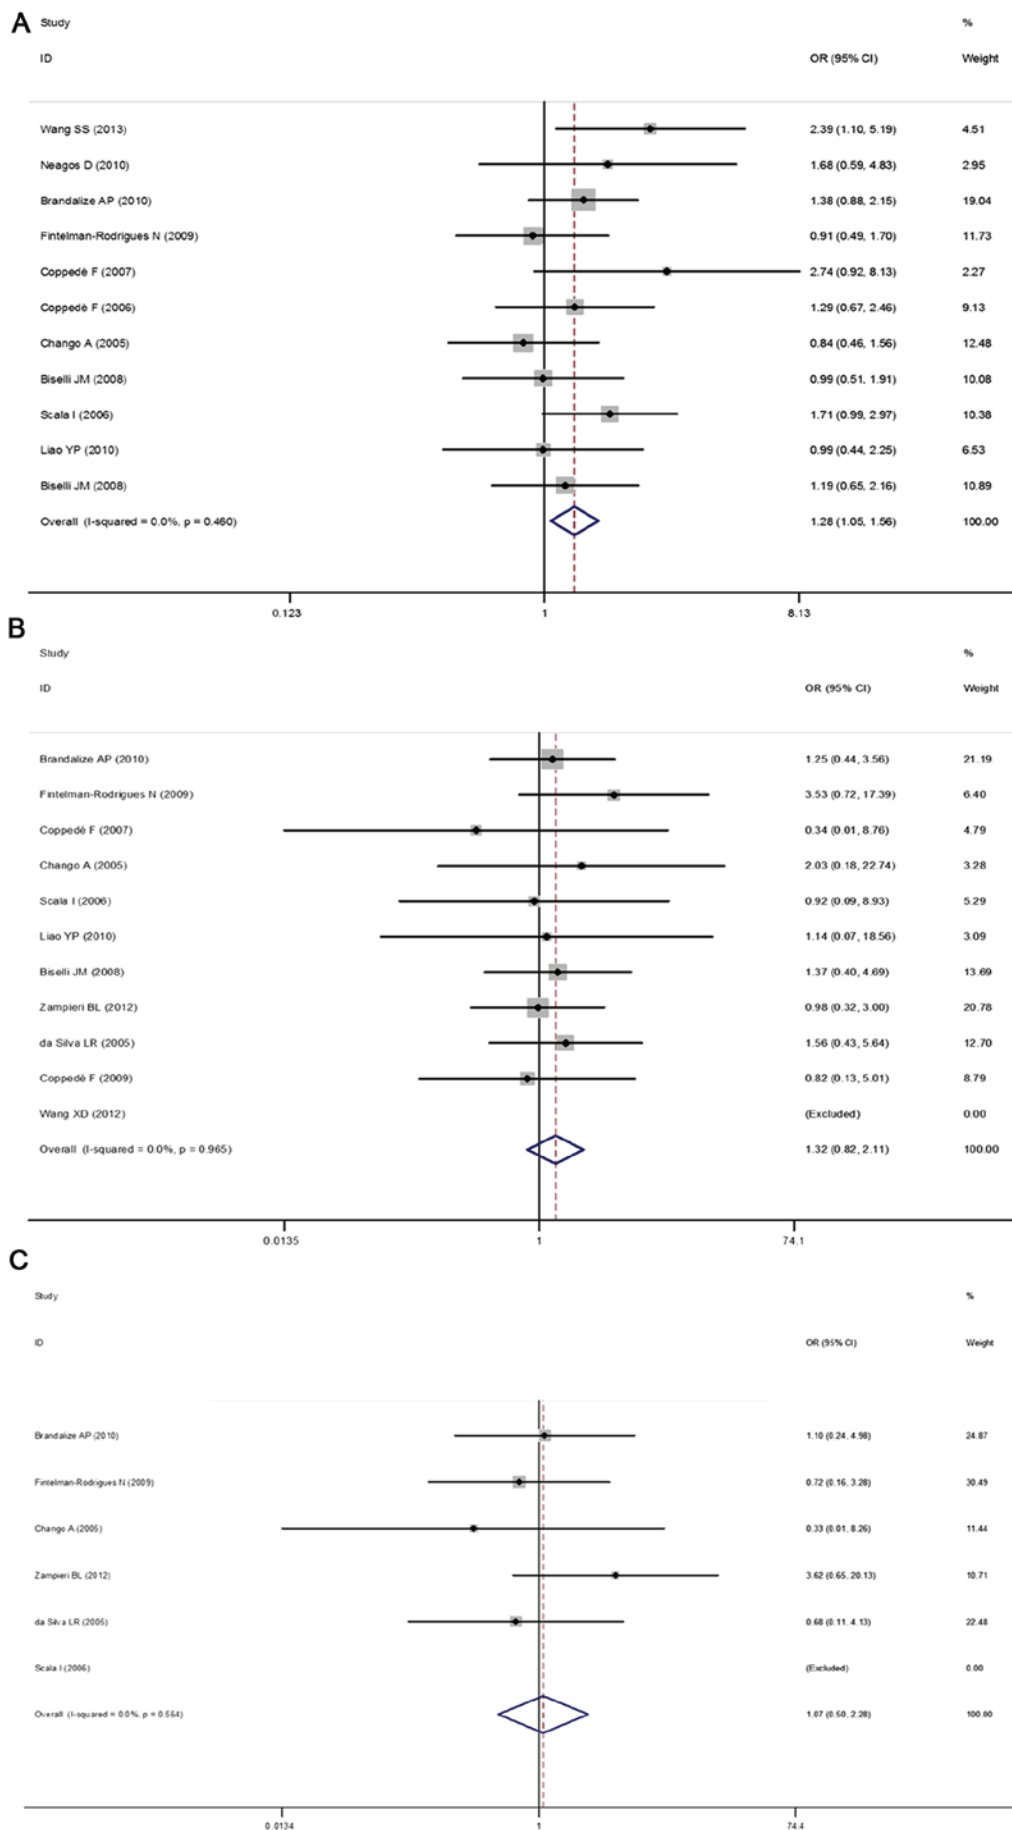 A Study %
ID OR (95% CI) Weight
Wang SS (2013) 2.39 (1.10, 5.19) 4.51
Neagos D (2010) 1.68 (0.59, 4.83) 2.95
Brandalize AP (2010) 1.38 (0.88, 2.15) 19.04
Fintelman-Rodrigues N (2009) 0.91 (0.49, 1.70) 11.73
Coppedè F (2007) 2.74 (0.92, 8.13) 2.27
Coppedè F (2006) 1.29 (0.67, 2.46) 9.13
Chango A (2005) 0.84 (0.46, 1.56) 12.48
Biselli JM (2008) 0.99 (0.51, 1.91) 10.08
Scala I (2006) 1.71 (0.99, 2.97) 10.38
Liao YP (2010) 0.99 (0.44, 2.25) 6.53
Biselli JM (2008) 1.19 (0.65, 2.16) 10.89
Overall (I-squared = 0.0%, p = 0.460) 1.28 (1.05, 1.56) 100.00
0.123 1 8.13
B
Study %
ID OR (95% CI) Weight
Brandalize AP (2010) 1.25 (0.44, 3.56) 21.19
Fintelman-Rodrigues N (2009) 3.53 (0.72, 17.39) 6.40
Coppedè F (2007) 0.34 (0.01, 8.76) 4.79
Chango A (2005) 2.03 (0.18, 22.74) 3.28
Scala I (2006) 0.92 (0.09, 8.93) 5.29
Liao YP (2010) 1.14 (0.07, 18.56) 3.09
Biselli JM (2008) 1.37 (0.40, 4.69) 13.69
Zampieri BL (2012) 0.98 (0.32, 3.00) 20.78
da Silva LR (2005) 1.56 (0.43, 5.64) 12.70
Coppedè F (2009) 0.82 (0.13, 5.01) 8.79
Wang XD (2012) (Excluded) 0.00
Overall (I-squared = 0.0%, p = 0.965) 1.32 (0.82, 2.11) 100.00
0.0135 1 74.1
C
Study %
ID OR (95% CI) Weight
Brandalize AP (2010) 1.10 (0.24, 4.98) 24.87
Fintelman-Rodrigues N (2009) 0.72 (0.16, 3.28) 30.49
Chango A (2005) 0.33 (0.01, 8.26) 11.44
Zampieri BL (2012) 3.62 (0.65, 20.13) 10.71
da Silva LR (2005) 0.68 (0.11, 4.13) 22.48
Scala I (2006) (Excluded) 0.00
Overall (I-squared = 0.0%, p = 0.564) 1.07 (0.50, 2.28) 100.00
0.0134 1 74.4